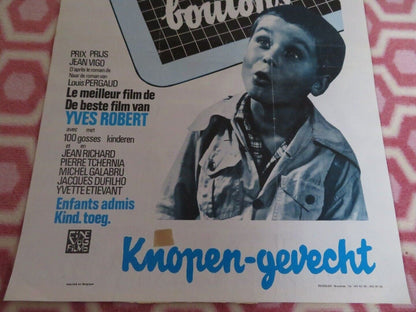 boutons
PRIX PRIJS
JEAN VIGO
D'après le roman de
Naar de roman van
Louis PERGAUD
Le meilleur film de
De beste film van
YVES ROBERT
avec met
100 gosses kinderen
et en
JEAN RICHARD
PIERRE TCHERNIA
MICHEL GALABRU
JACQUES DUFILHO
YVETTE ETIEVANT
Enfants admis
Kind. toeg.
FILMS
Knopen-gevecht